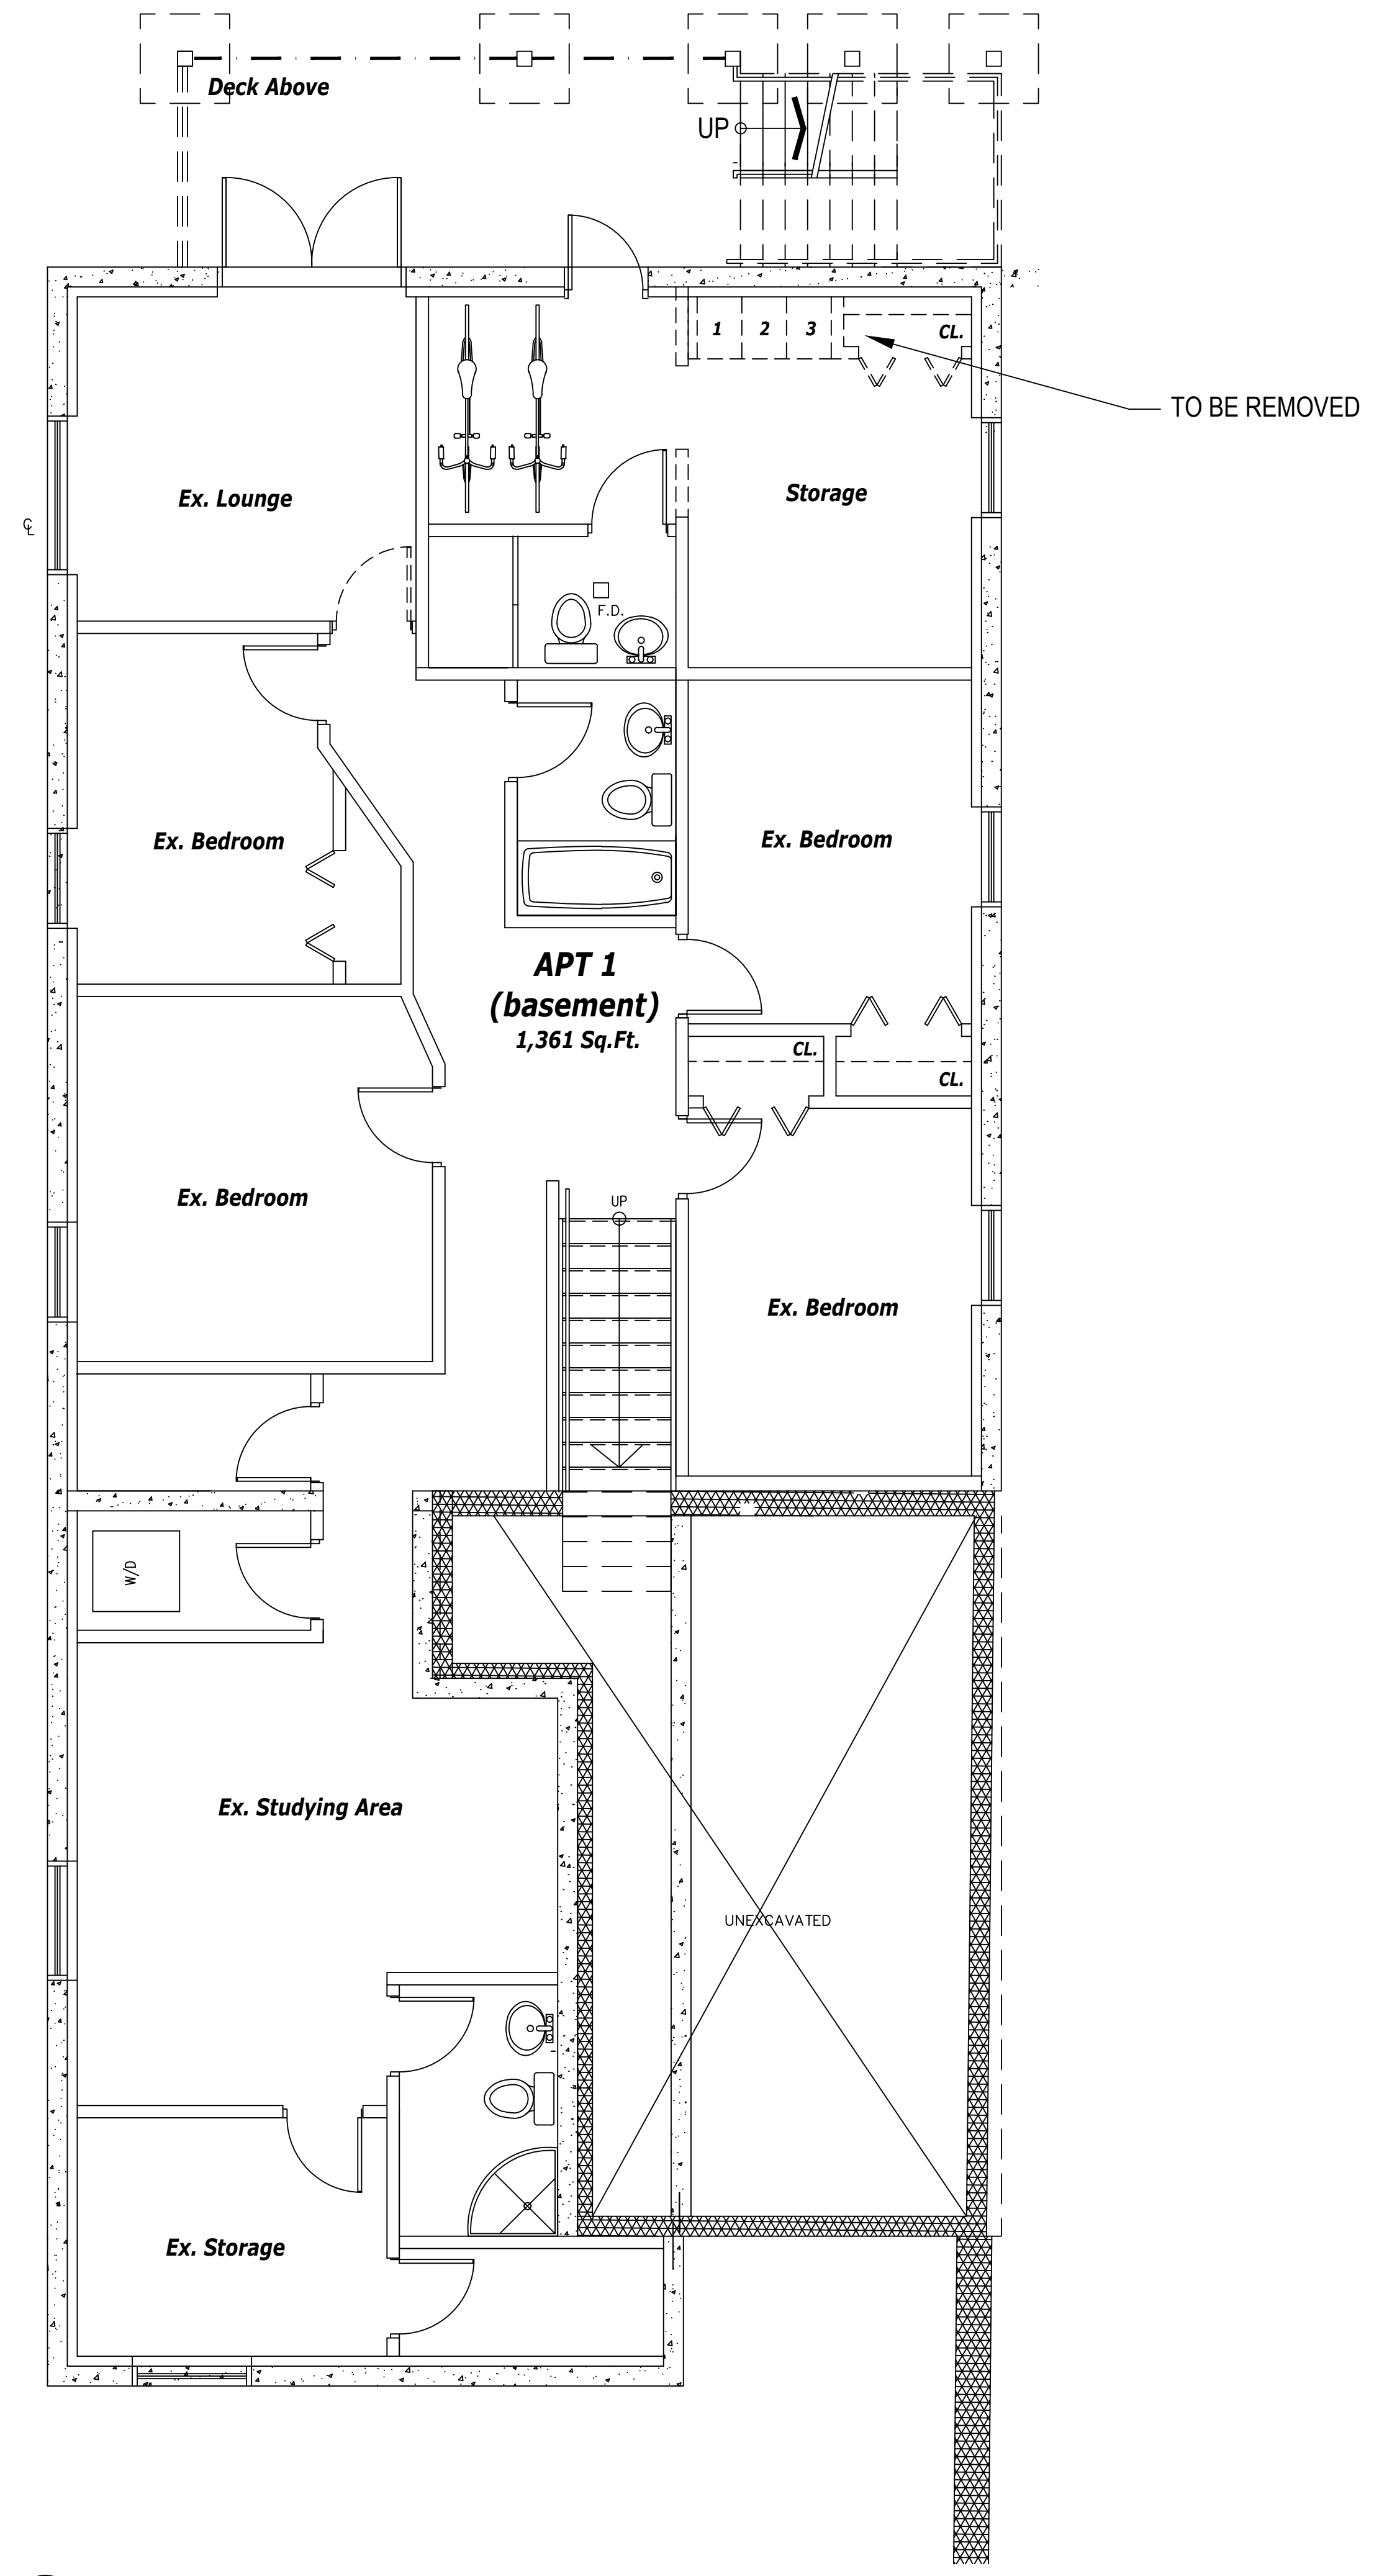 Deck Above
UP
1 2 3 CL.
TO BE REMOVED
Ex. Lounge
Storage
℄
F.D.
Ex. Bedroom
Ex. Bedroom
APT 1
(basement)
1,361 Sq.Ft.
CL.
CL.
Ex. Bedroom
UP
Ex. Bedroom
W/D
Ex. Studying Area
UNEXCAVATED
Ex. Storage